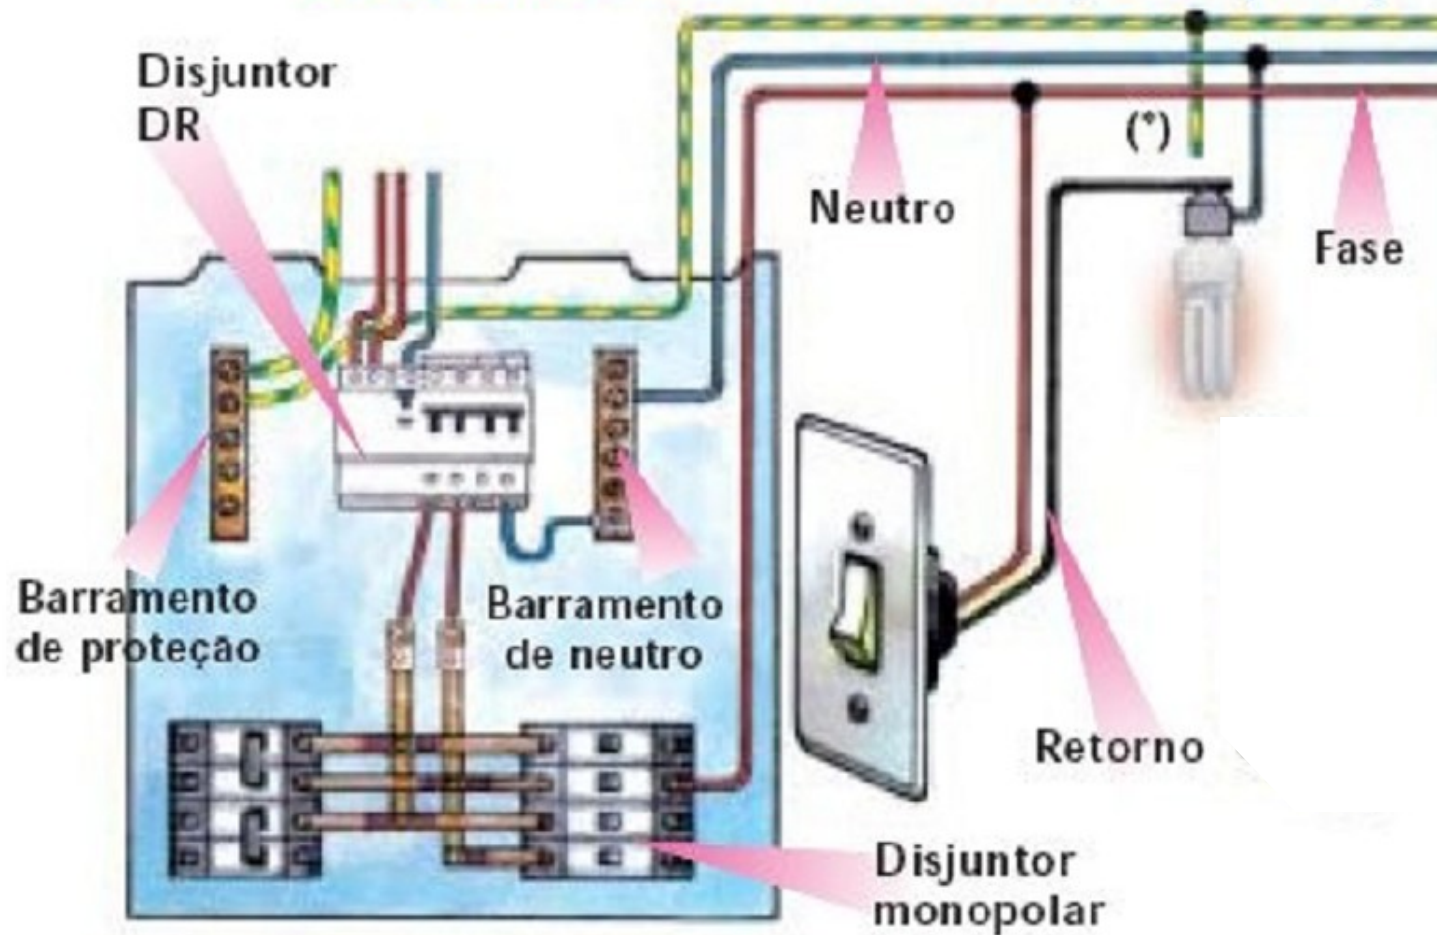 Disjuntor
DR
(*)
Neutro
Fase
Barramento
de proteção
Barramento
de neutro
Retorno
Disjuntor
monopolar